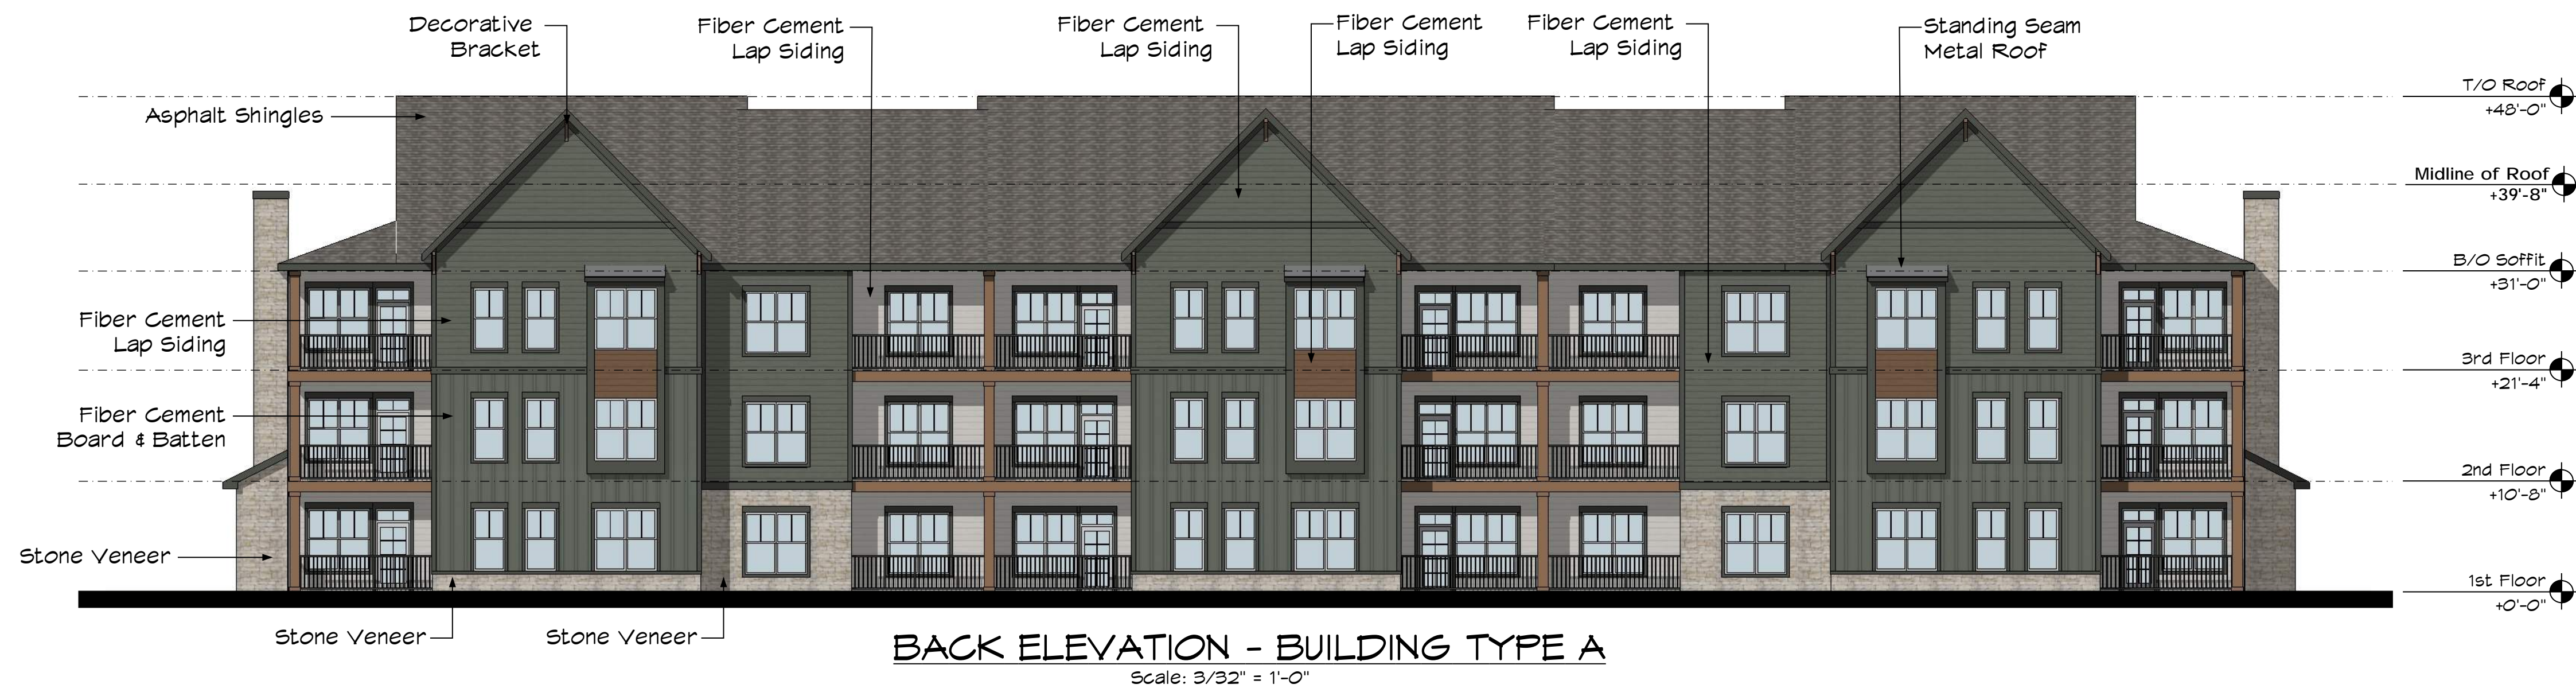 Decorative
Bracket
Fiber Cement
Lap Siding
Fiber Cement
Lap Siding
Fiber Cement
Lap Siding
Fiber Cement
Lap Siding
Standing Seam
Metal Roof
T/O Roof
+48'-0"
Asphalt Shingles
Midline of Roof
+39'-8"
B/O Soffit
+31'-0"
Fiber Cement
Lap Siding
3rd Floor
+21'-4"
Fiber Cement
Board & Batten
2nd Floor
+10'-8"
Stone Veneer
1st Floor
+0'-0"
Stone Veneer
Stone Veneer
BACK ELEVATION - BUILDING TYPE A
Scale: 3/32" = 1'-0"